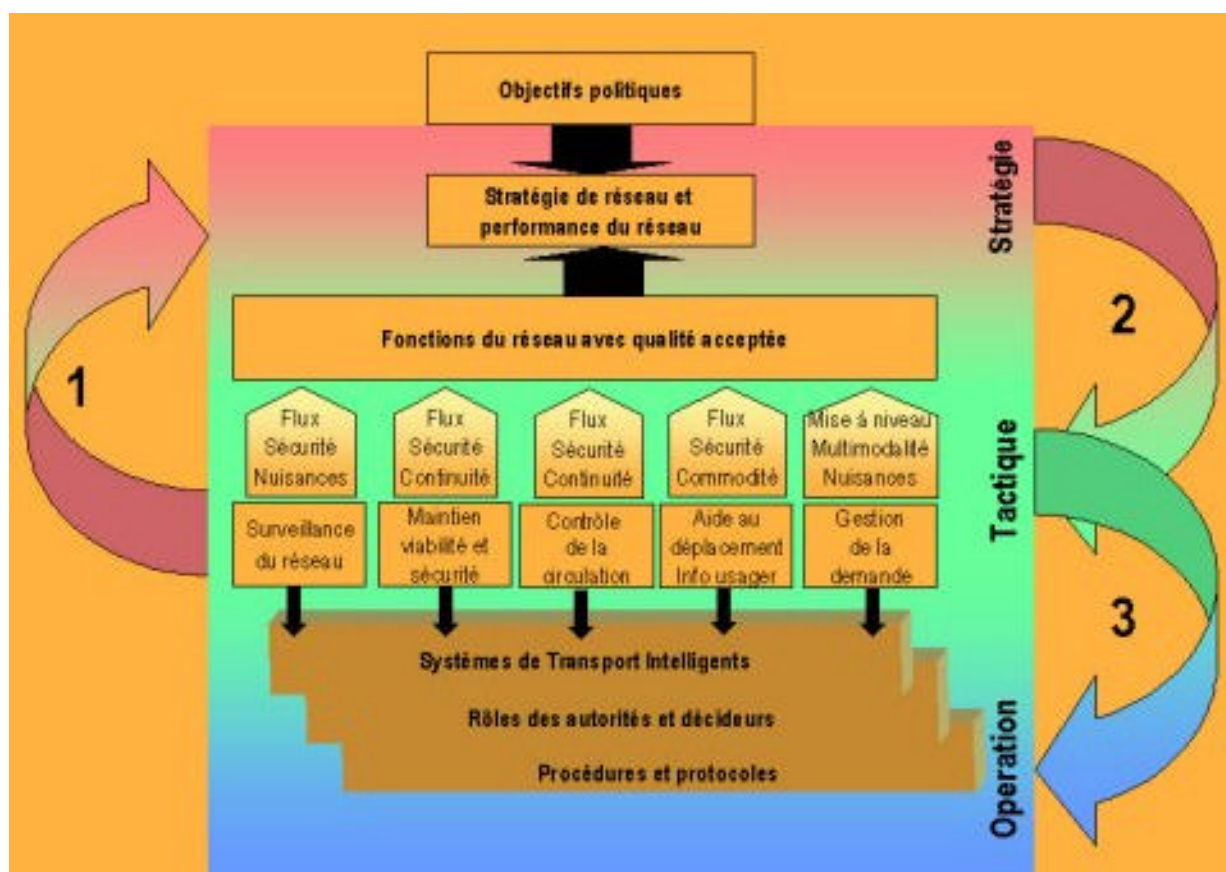 Objectifs politiques
Stratégie de réseau et
performance du réseau
Fonctions du réseau avec qualité acceptée
Flux
Sécurité
Nuisances
Flux
Sécurité
Continuité
Flux
Sécurité
Continuité
Flux
Sécurité
Commodité
Mise à niveau
Multimodalité
Nuisances
Surveillance
du réseau
Maintien
viabilité et
sécurité
Contrôle
de la
circulation
Aide au
déplacement
Info usager
Gestion
de la
demande
Systèmes de Transport Intelligents
Rôles des autorités et décideurs
Procédures et protocoles
1
Stratégie
2
Tactique
3
Operation